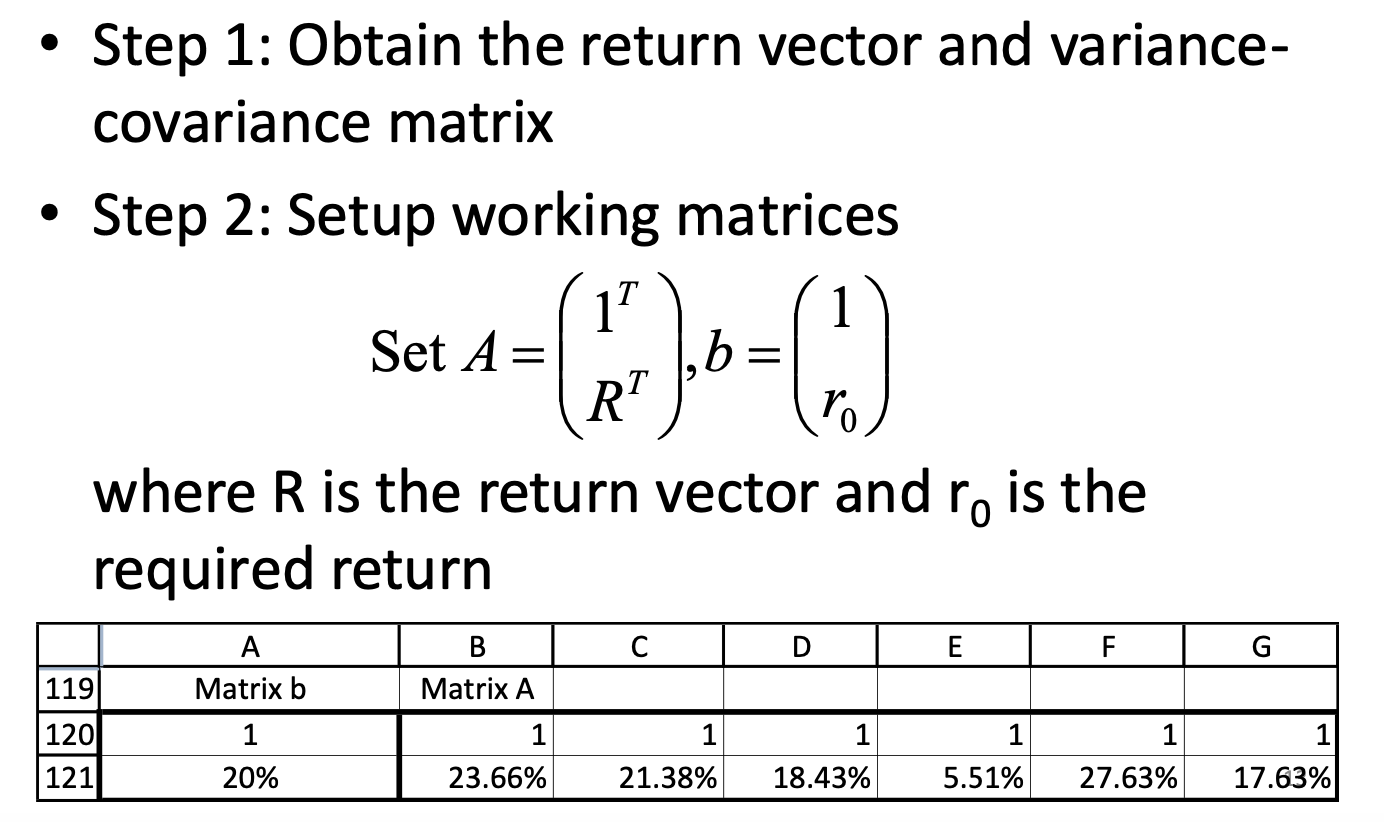 • Step 1: Obtain the return vector and variance-
covariance matrix
• Step 2: Setup working matrices
Set A = ( 1^T R^T ), b = ( 1 r_0 )
where R is the return vector and r_0 is the
required return
A B C D E F G
119 Matrix b Matrix A
120 1 1 1 1 1 1 1
121 20% 23.66% 21.38% 18.43% 5.51% 27.63% 17.63%